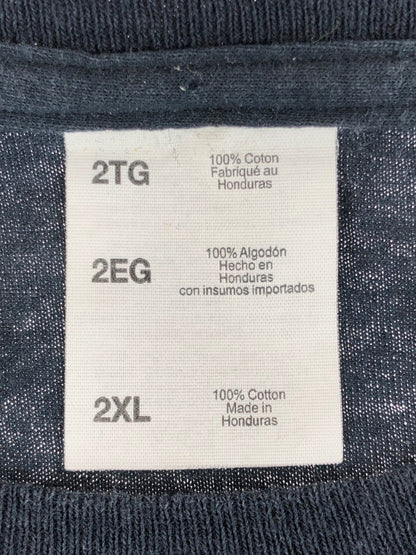 2TG
100% Coton
Fabriqué au
Honduras
2EG
100% Algodón
Hecho en
Honduras
con insumos importados
2XL
100% Cotton
Made in
Honduras